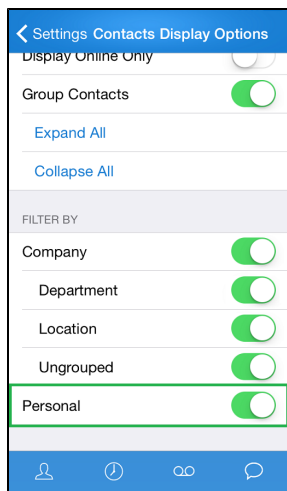 Settings Contacts Display Options
Display Online Only
Group Contacts
Expand All
Collapse All
FILTER BY
Company
Department
Location
Ungrouped
Personal